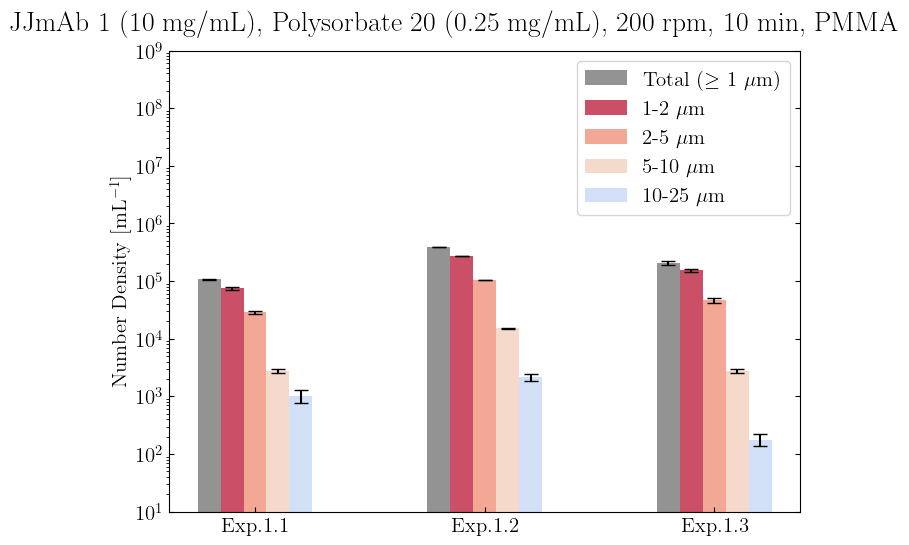 JJmAb 1 (10 mg/mL), Polysorbate 20 (0.25 mg/mL), 200 rpm, 10 min, PMMA
Number Density [mL⁻¹]
10⁹
10⁸
10⁷
10⁶
10⁵
10⁴
10³
10²
10¹
Total (≥ 1 μm)
1-2 μm
2-5 μm
5-10 μm
10-25 μm
Exp.1.1
Exp.1.2
Exp.1.3